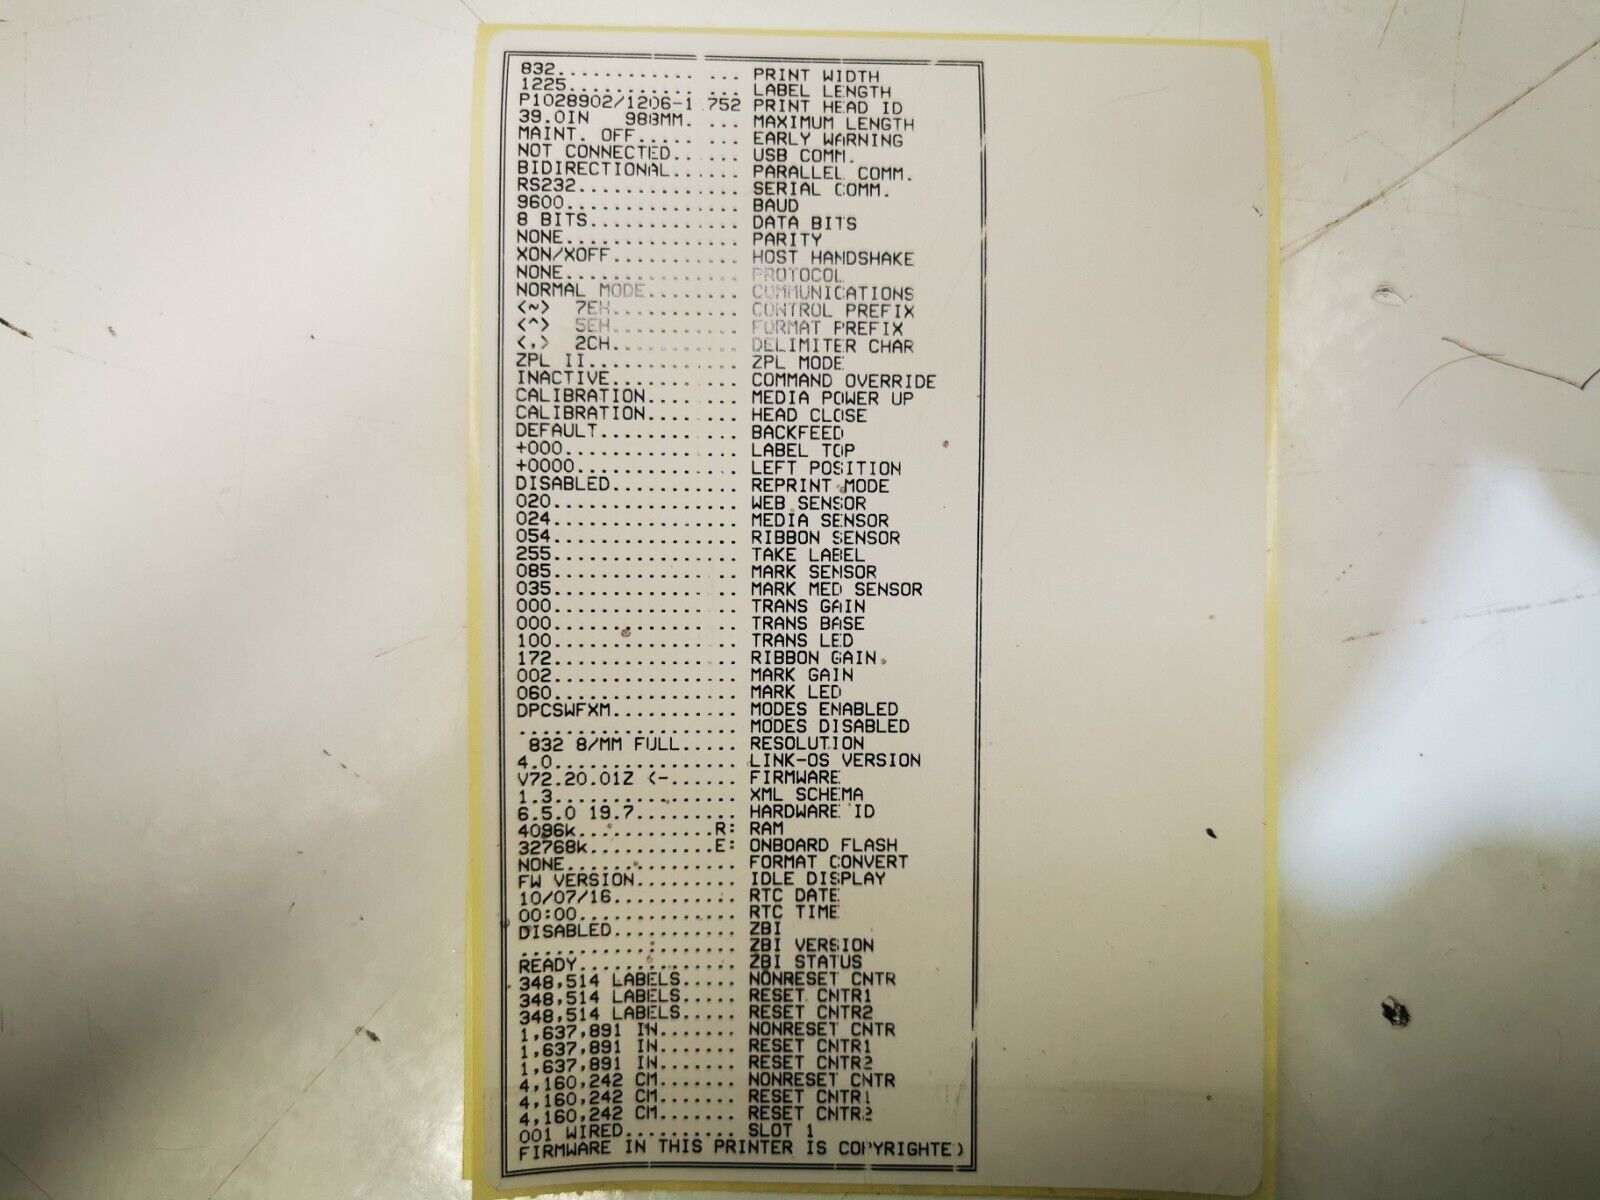 832............ ... PRINT WIDTH
1225........... ... LABEL LENGTH
P1028902/1206-1 752 PRINT HEAD ID
39.0IN   988MM. ... MAXIMUM LENGTH
MAINT. OFF..... ... EARLY WARNING
NOT CONNECTED...... USB COMM.
BIDIRECTIONAL...... PARALLEL COMM.
RS232.............. SERIAL COMM.
9600............... BAUD
8 BITS............. DATA BITS
NONE............... PARITY
XON/XOFF........... HOST HANDSHAKE
NONE............... PROTOCOL
NORMAL MODE........ COMMUNICATIONS
<~>  7EH........... CONTROL PREFIX
<^>  5EH........... FORMAT PREFIX
<,>  2CH........... DELIMITER CHAR
ZPL II............. ZPL MODE
INACTIVE........... COMMAND OVERRIDE
CALIBRATION........ MEDIA POWER UP
CALIBRATION........ HEAD CLOSE
DEFAULT............ BACKFEED
+000............... LABEL TOP
+0000.............. LEFT POSITION
DISABLED........... REPRINT MODE
020................ WEB SENSOR
024................ MEDIA SENSOR
054................ RIBBON SENSOR
255................ TAKE LABEL
085................ MARK SENSOR
035................ MARK MED SENSOR
000................ TRANS GAIN
000................ TRANS BASE
100................ TRANS LED
172................ RIBBON GAIN
002................ MARK GAIN
060................ MARK LED
DPCSWFXM........... MODES ENABLED
................... MODES DISABLED
 832 8/MM FULL..... RESOLUTION
4.0................ LINK-OS VERSION
V72.20.01Z <-...... FIRMWARE
1.3................ XML SCHEMA
6.5.0 19.7......... HARDWARE ID
4096k............R: RAM
32768k...........E: ONBOARD FLASH
NONE............... FORMAT CONVERT
FW VERSION......... IDLE DISPLAY
10/07/16........... RTC DATE
00:00.............. RTC TIME
DISABLED........... ZBI
................... ZBI VERSION
READY.............. ZBI STATUS
348,514 LABELS..... NONRESET CNTR
348,514 LABELS..... RESET CNTR1
348,514 LABELS..... RESET CNTR2
1,637,891 IN....... NONRESET CNTR
1,637,891 IN....... RESET CNTR1
1,637,891 IN....... RESET CNTR2
4,160,242 CM....... NONRESET CNTR
4,160,242 CM....... RESET CNTR1
4,160,242 CM....... RESET CNTR2
001 WIRED.......... SLOT 1
FIRMWARE IN THIS PRINTER IS COPYRIGHTED